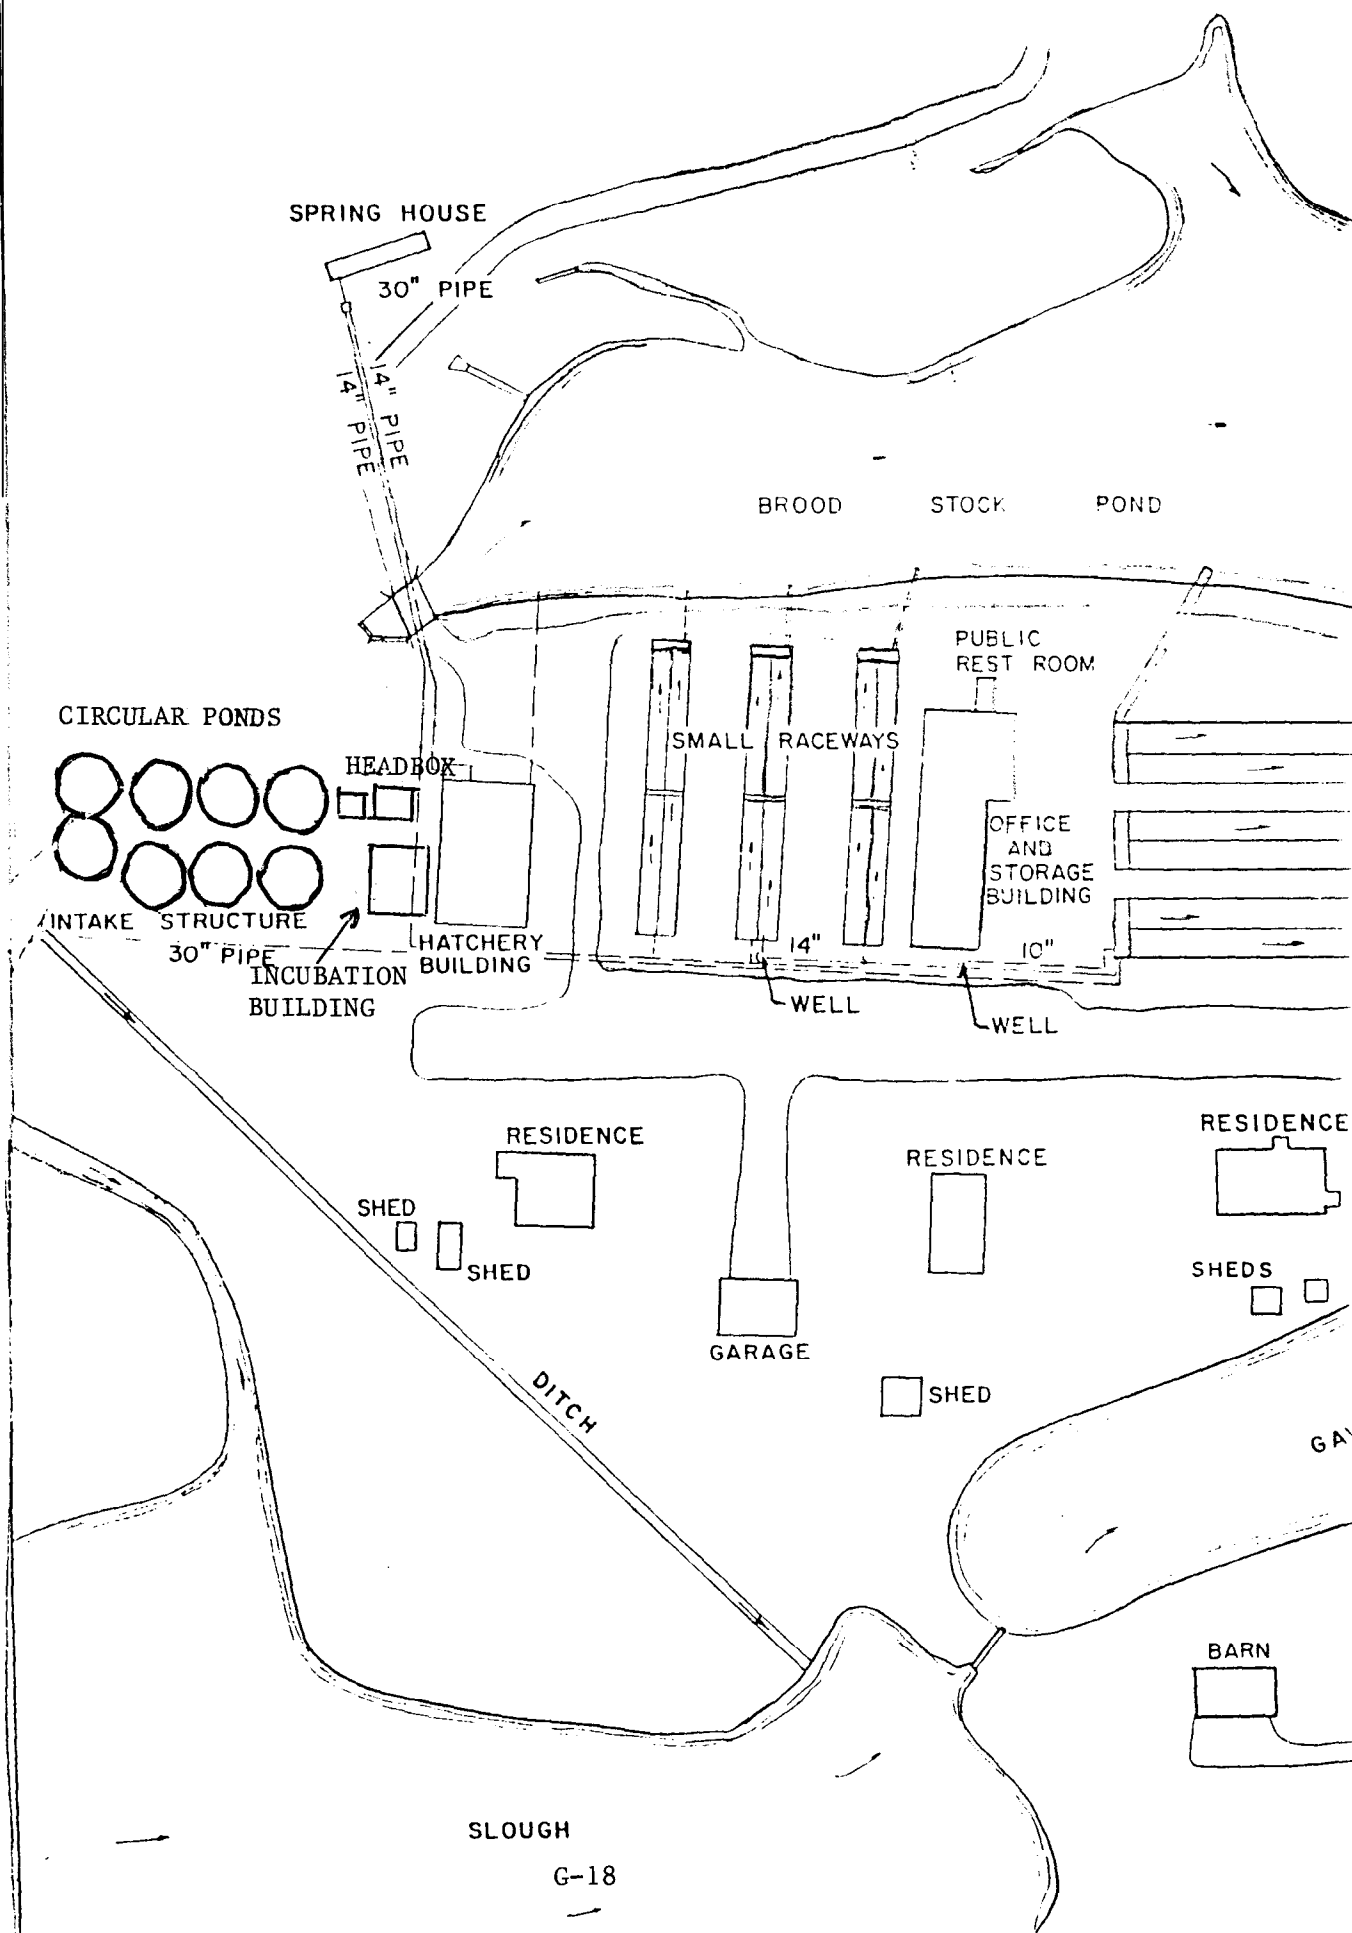 SPRING HOUSE
30" PIPE
14" PIPE
14" PIPE
BROOD STOCK POND
PUBLIC
REST ROOM
CIRCULAR PONDS
SMALL RACEWAYS
HEADBOX
OFFICE
AND
STORAGE
BUILDING
INTAKE STRUCTURE
30" PIPE
HATCHERY
BUILDING
14"
10"
INCUBATION
BUILDING
WELL
WELL
RESIDENCE
RESIDENCE
RESIDENCE
SHED
SHED
SHEDS
GARAGE
DITCH
SHED
GA
BARN
SLOUGH
G-18